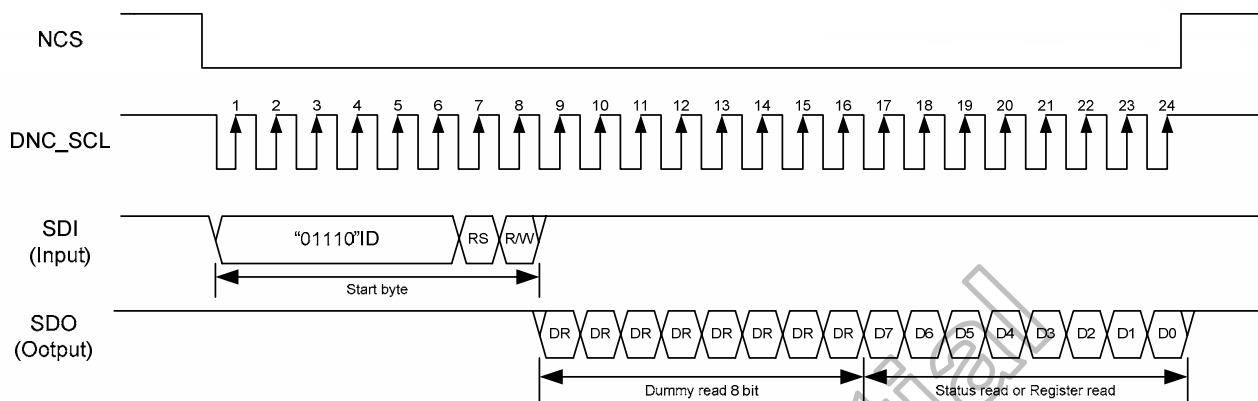 NCS
1 2 3 4 5 6 7 8 9 10 11 12 13 14 15 16 17 18 19 20 21 22 23 24
DNC_SCL
SDI
(Input)
"01110"ID RS R/W
Start byte
SDO
(Ootput)
DR DR DR DR DR DR DR DR D7 D6 D5 D4 D3 D2 D1 D0
Dummy read 8 bit Status read or Register read